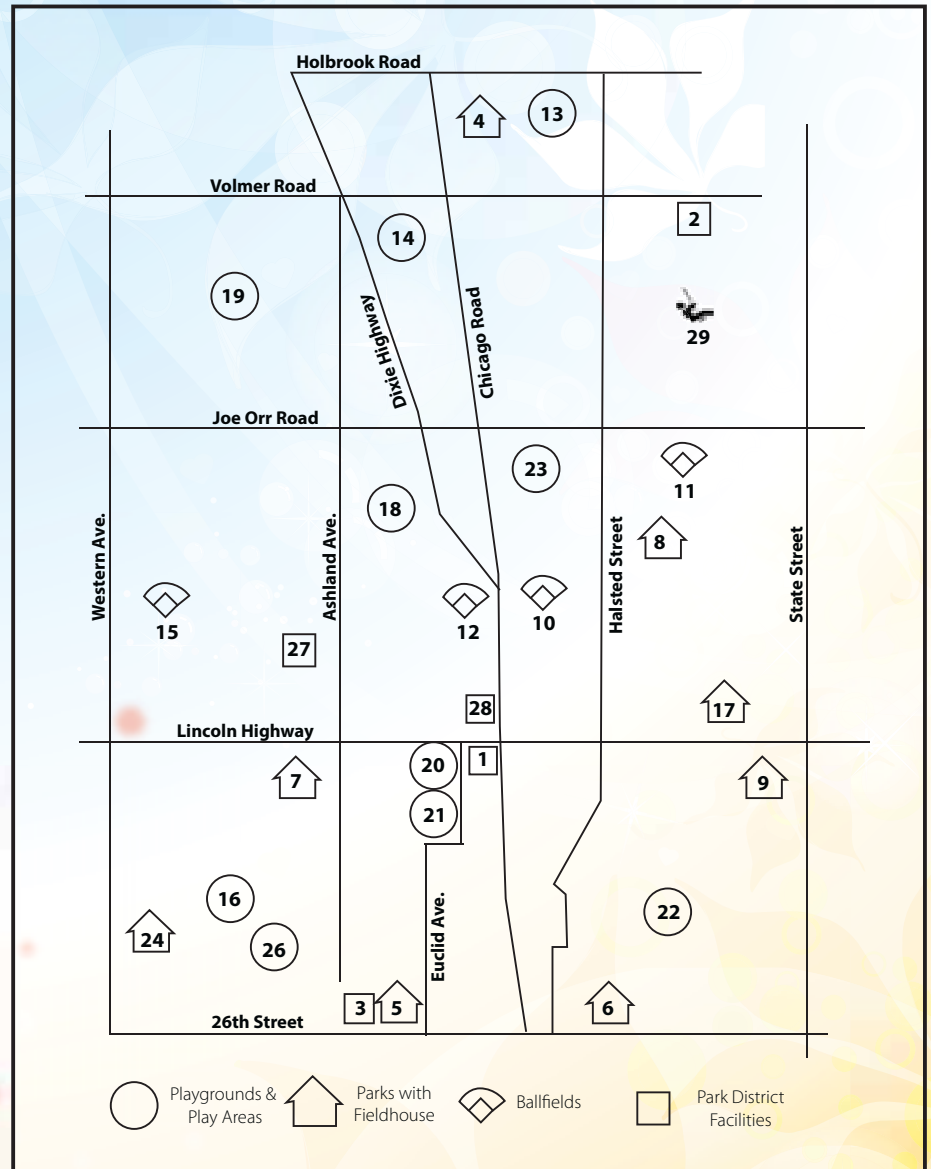 Holbrook Road
4
13
Volmer Road
2
14
19
29
Dixie Highway
Chicago Road
Joe Orr Road
23
11
18
8
Western Ave.
Ashland Ave.
Halsted Street
State Street
15
12
10
27
28
17
Lincoln Highway
1
20
7
9
21
16
22
24
26
Euclid Ave.
3
5
6
26th Street
Playgrounds &
Play Areas
Parks with
Fieldhouse
Ballfields
Park District
Facilities